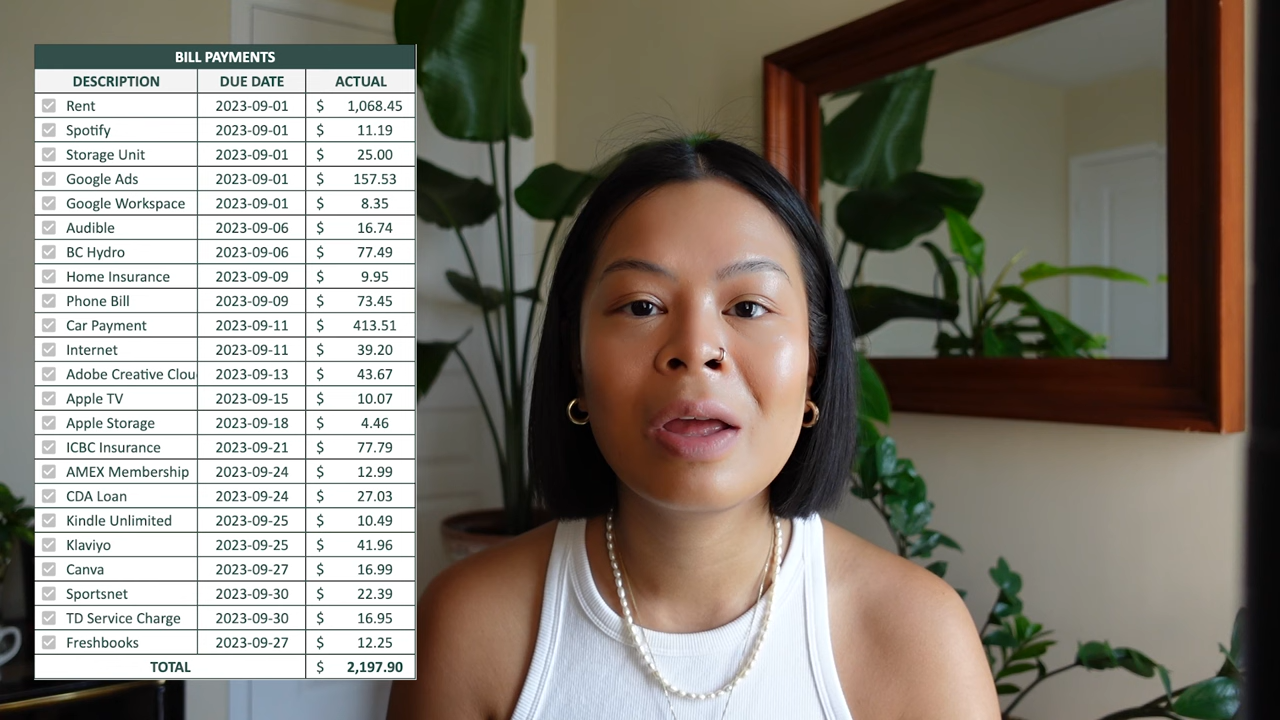 BILL PAYMENTS
DESCRIPTION DUE DATE ACTUAL
Rent 2023-09-01 $ 1,068.45
Spotify 2023-09-01 $ 11.19
Storage Unit 2023-09-01 $ 25.00
Google Ads 2023-09-01 $ 157.53
Google Workspace 2023-09-01 $ 8.35
Audible 2023-09-06 $ 16.74
BC Hydro 2023-09-06 $ 77.49
Home Insurance 2023-09-09 $ 9.95
Phone Bill 2023-09-09 $ 73.45
Car Payment 2023-09-11 $ 413.51
Internet 2023-09-11 $ 39.20
Adobe Creative Clou 2023-09-13 $ 43.67
Apple TV 2023-09-15 $ 10.07
Apple Storage 2023-09-18 $ 4.46
ICBC Insurance 2023-09-21 $ 77.79
AMEX Membership 2023-09-24 $ 12.99
CDA Loan 2023-09-24 $ 27.03
Kindle Unlimited 2023-09-25 $ 10.49
Klaviyo 2023-09-25 $ 41.96
Canva 2023-09-27 $ 16.99
Sportsnet 2023-09-30 $ 22.39
TD Service Charge 2023-09-30 $ 16.95
Freshbooks 2023-09-27 $ 12.25
TOTAL $ 2,197.90